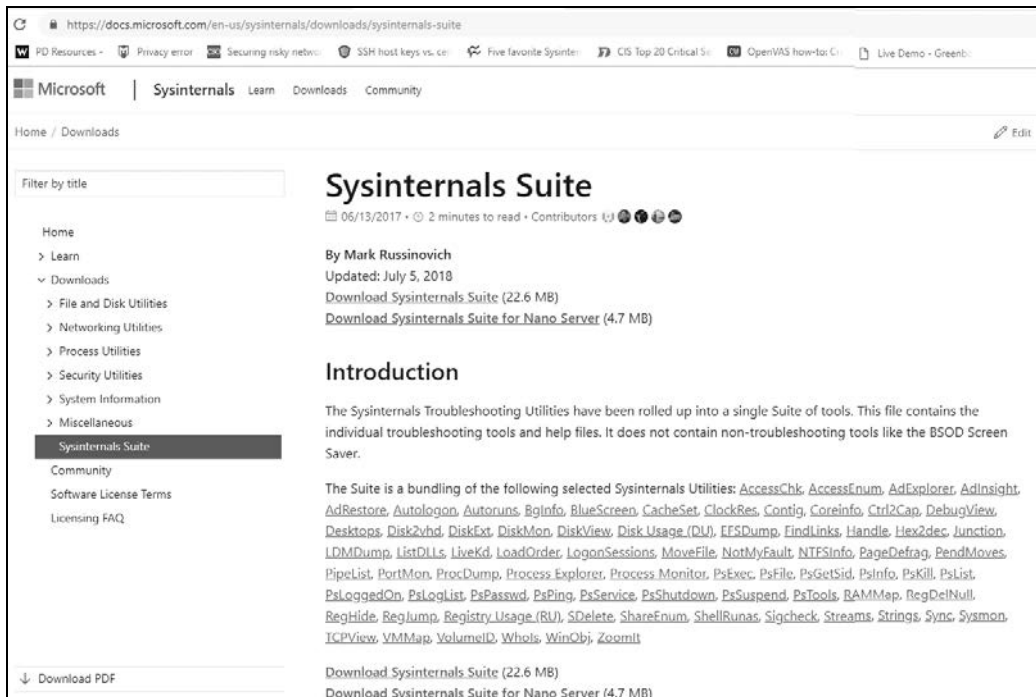 https://docs.microsoft.com/en-us/sysinternals/downloads/sysinternals-suite
PD Resources - Privacy error Securing risky netwo SSH host keys vs. cer Five favorite Sysinter CIS Top 20 Critical Se OpenVAS how-to: Cr Live Demo - Greenb
Microsoft | Sysinternals Learn Downloads Community
Home / Downloads
Edit
Filter by title
Home
Learn
Downloads
File and Disk Utilities
Networking Utilities
Process Utilities
Security Utilities
System Information
Miscellaneous
Sysinternals Suite
Community
Software License Terms
Licensing FAQ
Download PDF
Sysinternals Suite
06/13/2017 • 2 minutes to read • Contributors
By Mark Russinovich
Updated: July 5, 2018
Download Sysinternals Suite (22.6 MB)
Download Sysinternals Suite for Nano Server (4.7 MB)
Introduction
The Sysinternals Troubleshooting Utilities have been rolled up into a single Suite of tools. This file contains the
individual troubleshooting tools and help files. It does not contain non-troubleshooting tools like the BSOD Screen
Saver.
The Suite is a bundling of the following selected Sysinternals Utilities: AccessChk, AccessEnum, AdExplorer, AdInsight,
AdRestore, Autologon, Autoruns, BgInfo, BlueScreen, CacheSet, ClockRes, Contig, Coreinfo, Ctrl2Cap, DebugView,
Desktops, Disk2vhd, DiskExt, DiskMon, DiskView, Disk Usage (DU), EFSDump, FindLinks, Handle, Hex2dec, Junction,
LDMDump, ListDLLs, LiveKd, LoadOrder, LogonSessions, MoveFile, NotMyFault, NTFSInfo, PageDefrag, PendMoves,
PipeList, PortMon, ProcDump, Process Explorer, Process Monitor, PsExec, PsFile, PsGetSid, PsInfo, PsKill, PsList,
PsLoggedOn, PsLogList, PsPasswd, PsPing, PsService, PsShutdown, PsSuspend, PsTools, RAMMap, RegDelNull,
RegHide, RegJump, Registry Usage (RU), SDelete, ShareEnum, ShellRunas, Sigcheck, Streams, Strings, Sync, Sysmon,
TCPView, VMMap, VolumeID, WhoIs, WinObj, ZoomIt
Download Sysinternals Suite (22.6 MB)
Download Sysinternals Suite for Nano Server (4.7 MB)